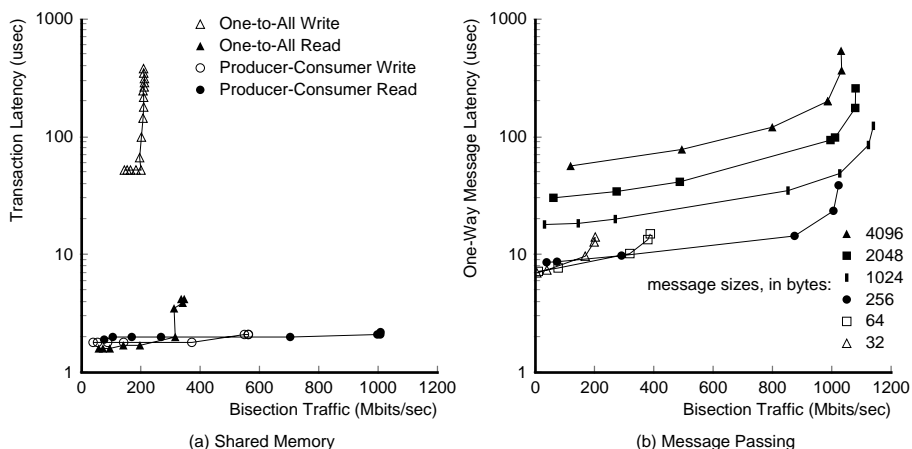 Transaction Latency (usec)
1000
100
10
1
0
200
400
600
800
1000
1200
Bisection Traffic (Mbits/sec)
One-to-All Write
One-to-All Read
Producer-Consumer Write
Producer-Consumer Read
(a) Shared Memory
One-Way Message Latency (usec)
1000
100
10
1
0
200
400
600
800
1000
1200
Bisection Traffic (Mbits/sec)
message sizes, in bytes:
4096
2048
1024
256
64
32
(b) Message Passing